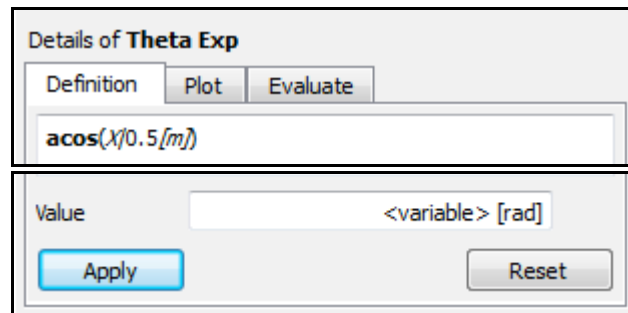 Details of Theta Exp
Definition Plot Evaluate
acos(X/0.5[m])
Value <variable> [rad]
Apply Reset